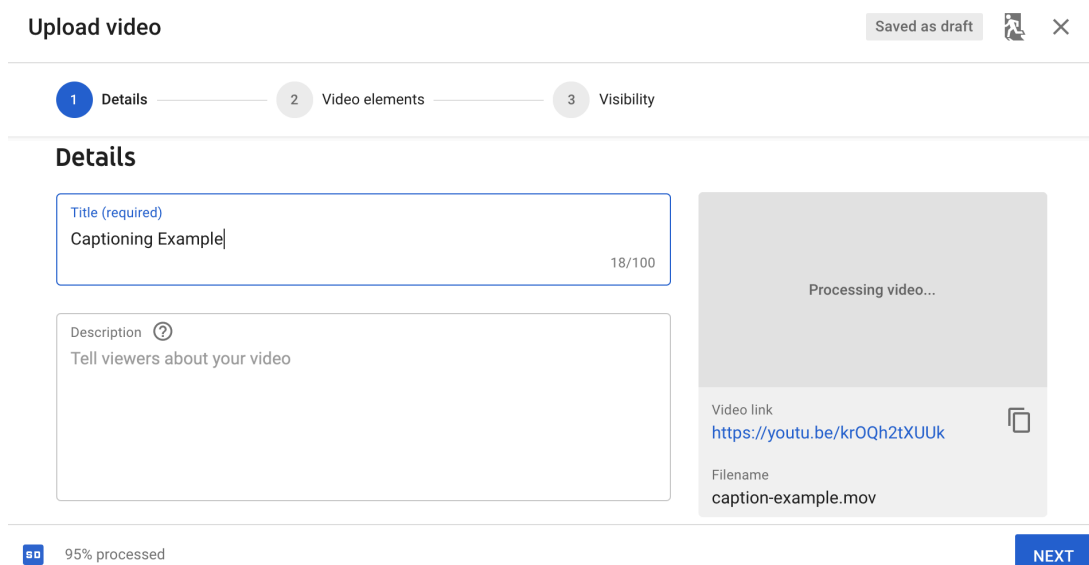 Upload video
Saved as draft
1 Details
2 Video elements
3 Visibility
Details
Title (required)
Captioning Example
18/100
Description ?
Tell viewers about your video
Processing video...
Video link
https://youtu.be/krOQh2tXUUk
Filename
caption-example.mov
SD 95% processed
NEXT